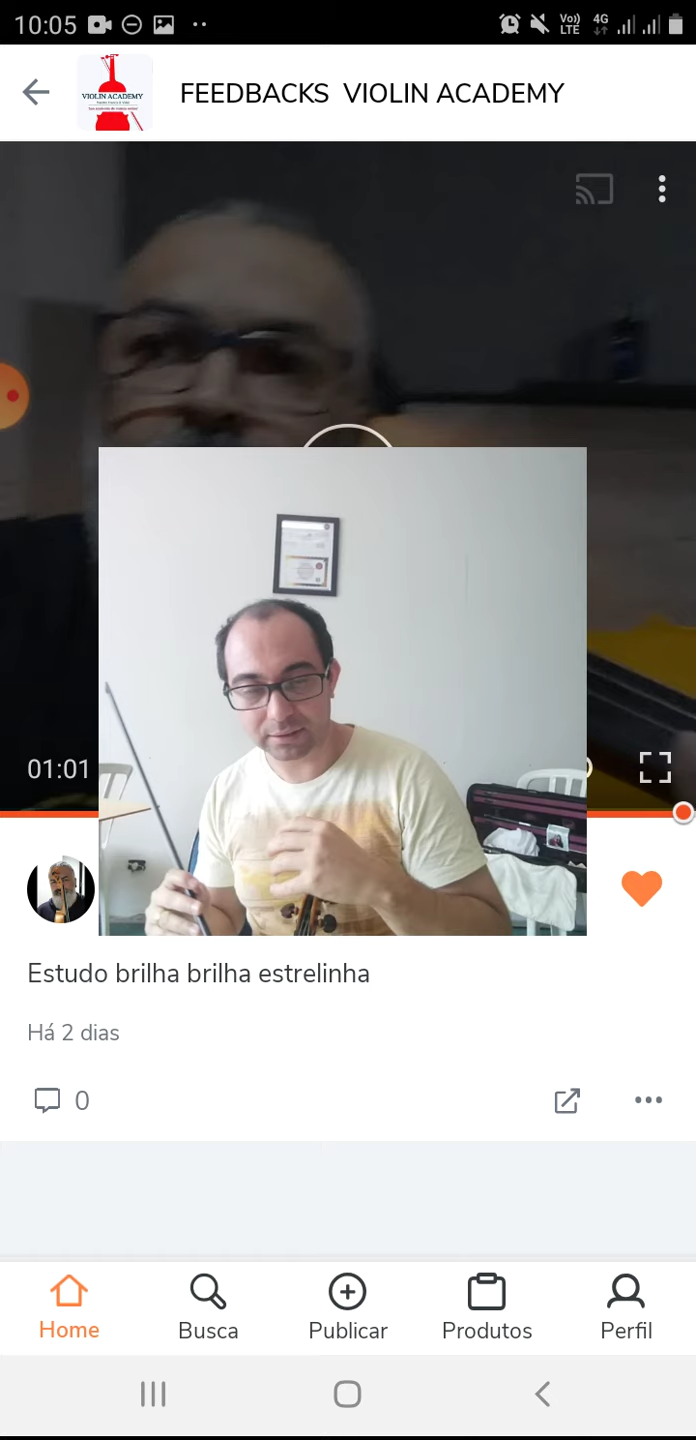 10:05
Vo))
LTE
4G
VIOLIN ACADEMY
FEEDBACKS VIOLIN ACADEMY
01:01
Estudo brilha brilha estrelinha
Há 2 dias
0
Home
Busca
Publicar
Produtos
Perfil